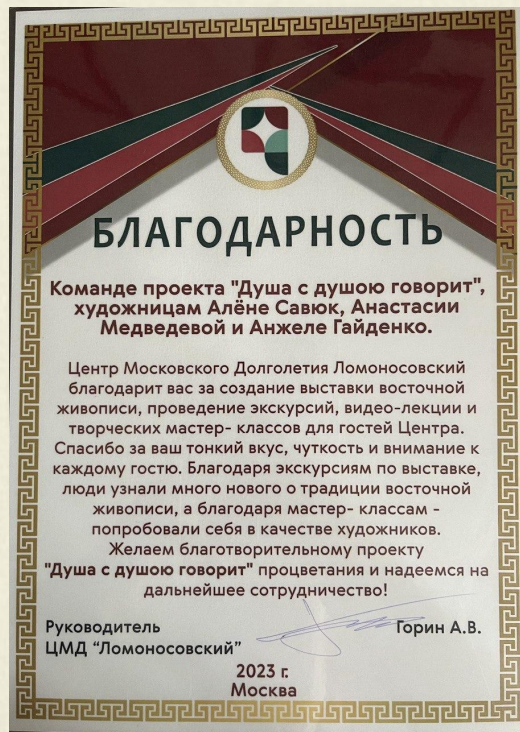 БЛАГОДАРНОСТЬ
Команде проекта "Душа с душою говорит",
художницам Алёне Савюк, Анастасии
Медведевой и Анжеле Гайденко.
Центр Московского Долголетия Ломоносовский
благодарит вас за создание выставки восточной
живописи, проведение экскурсий, видео-лекции и
творческих мастер- классов для гостей Центра.
Спасибо за ваш тонкий вкус, чуткость и внимание к
каждому гостю. Благодаря экскурсиям по выставке,
люди узнали много нового о традиции восточной
живописи, а благодаря мастер- классам -
попробовали себя в качестве художников.
Желаем благотворительному проекту
"Душа с душою говорит" процветания и надеемся на
дальнейшее сотрудничество!
Руководитель Горин А.В.
ЦМД “Ломоносовский”
2023 г.
Москва